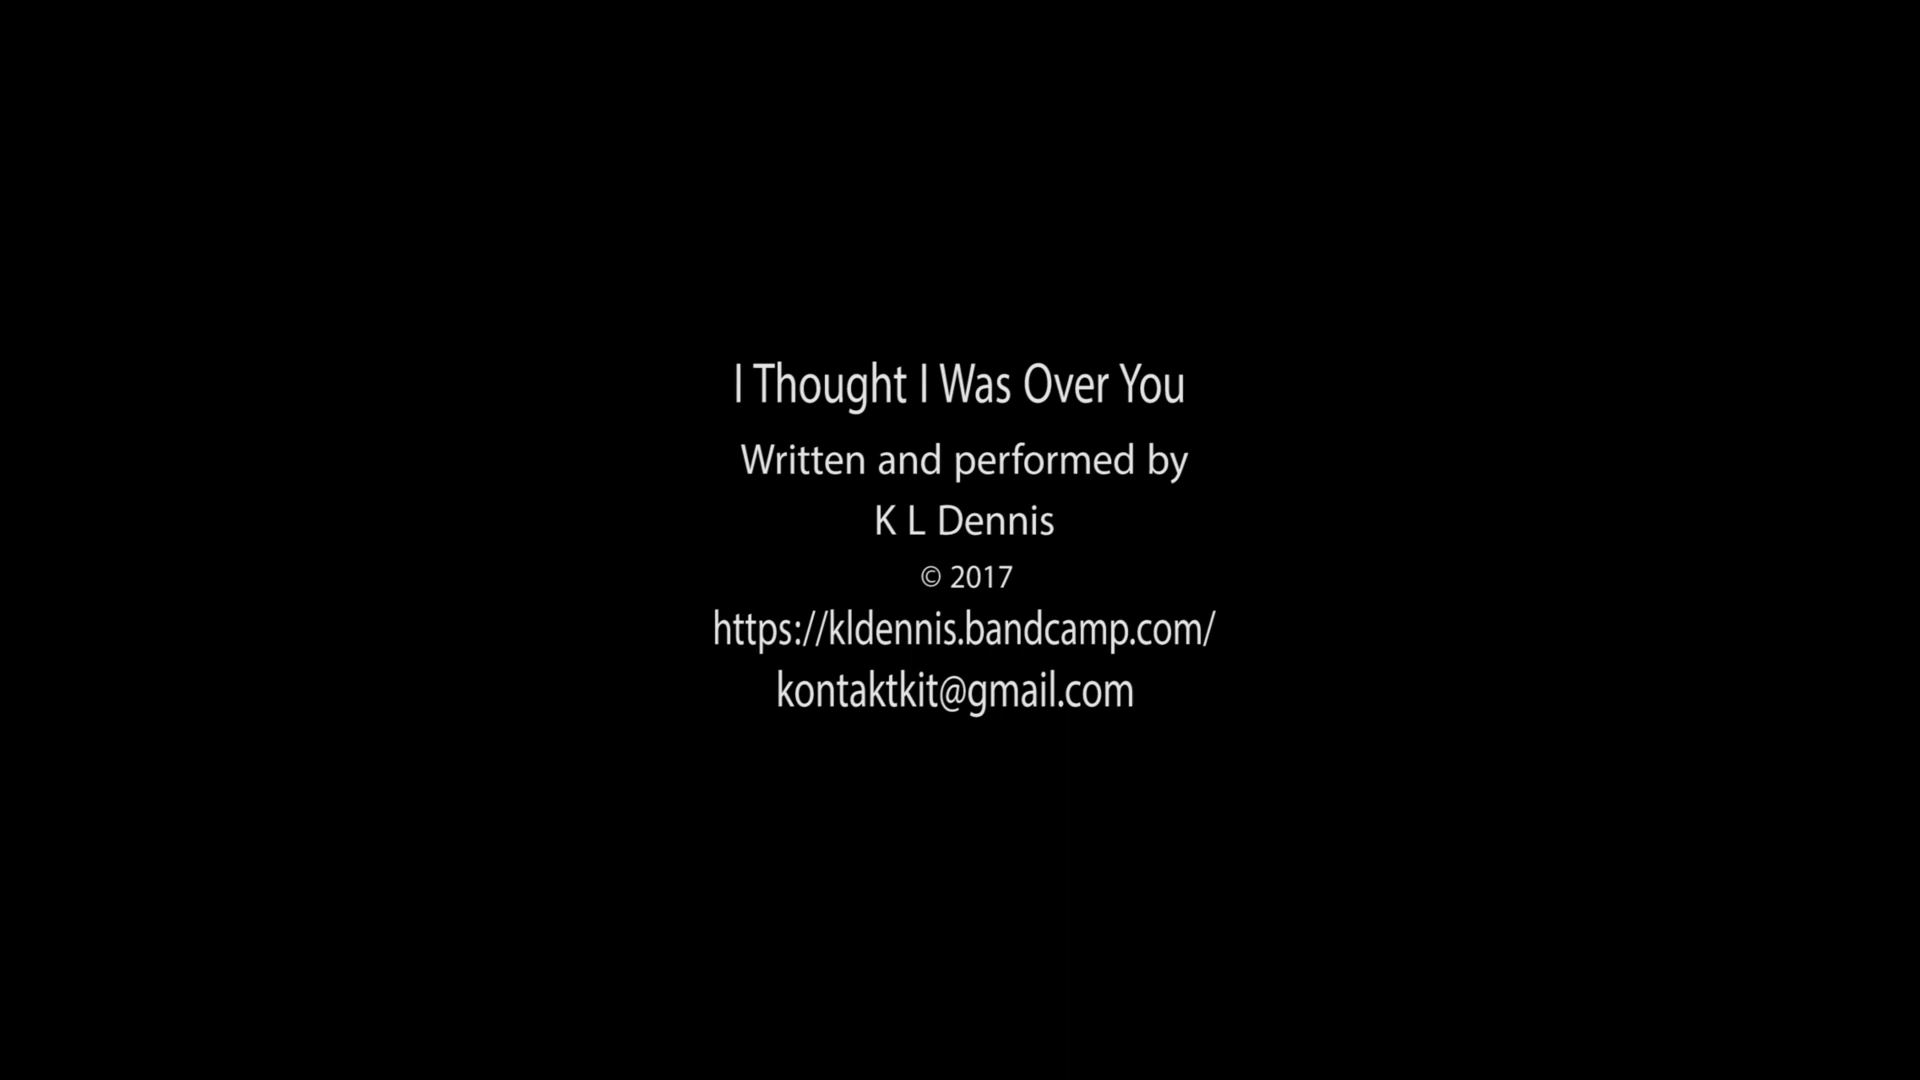 I Thought I Was Over You
Written and performed by
K L Dennis
© 2017
https://kldennis.bandcamp.com/
kontaktkit@gmail.com